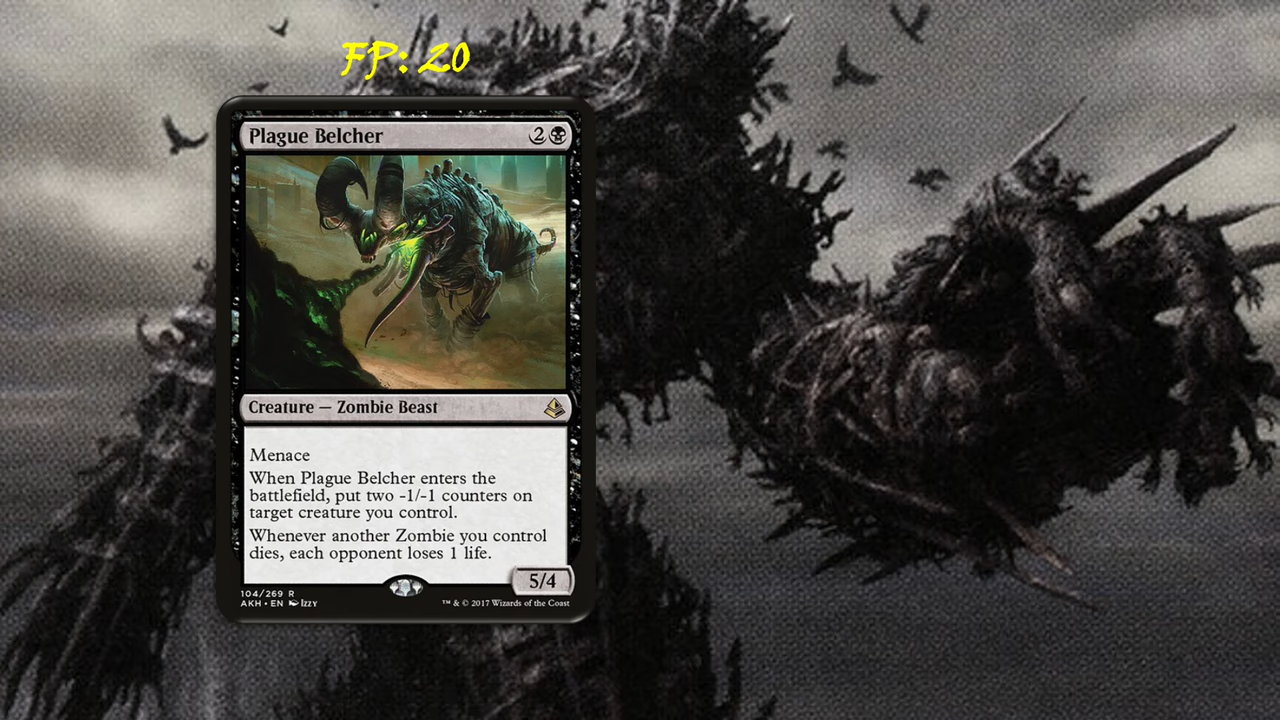 FP: 20
Plague Belcher 2
Creature — Zombie Beast
Menace
When Plague Belcher enters the
battlefield, put two -1/-1 counters on
target creature you control.
Whenever another Zombie you control
dies, each opponent loses 1 life.
5/4
104/269 R
AKH • EN Izzy
™ & © 2017 Wizards of the Coast